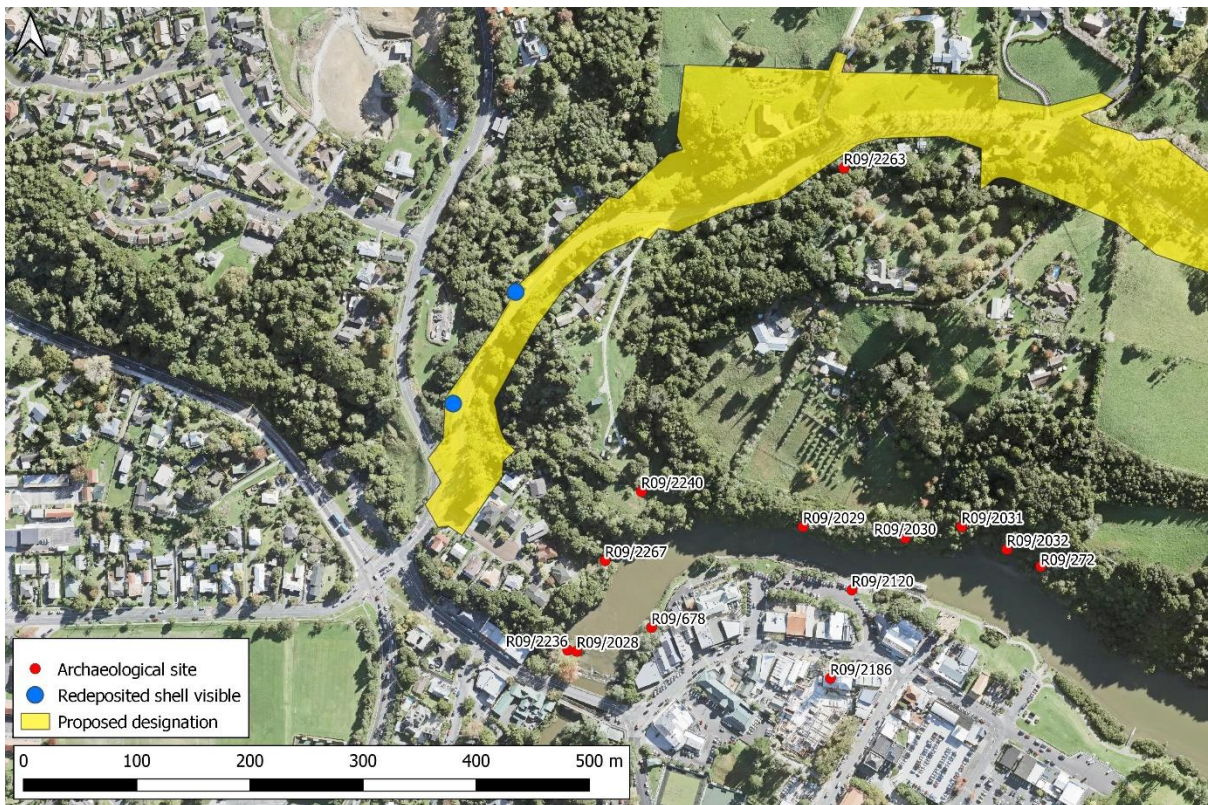 R09/2263
R09/2240
R09/2029
R09/2030
R09/2031
R09/2032
R09/272
R09/2267
R09/2120
R09/678
R09/2236
R09/2028
R09/2186
Archaeological site
Redeposited shell visible
Proposed designation
0 100 200 300 400 500 m